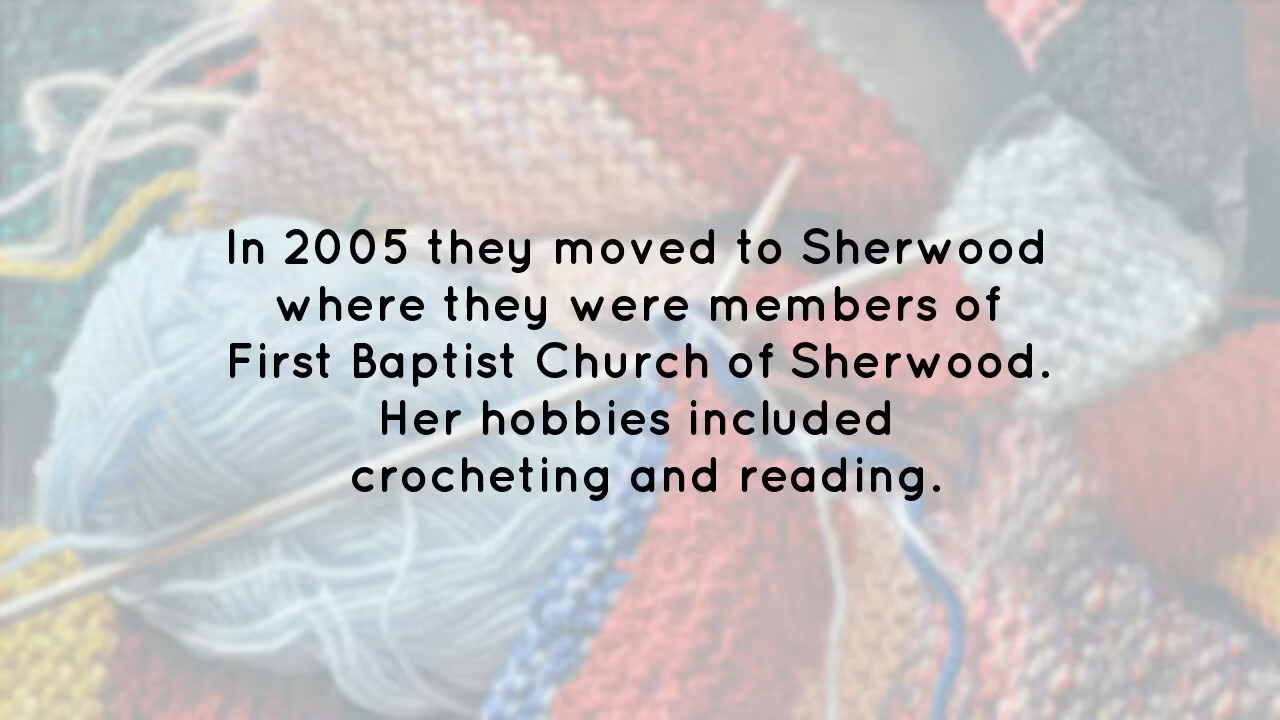 In 2005 they moved to Sherwood
where they were members of
First Baptist Church of Sherwood.
Her hobbies included
crocheting and reading.